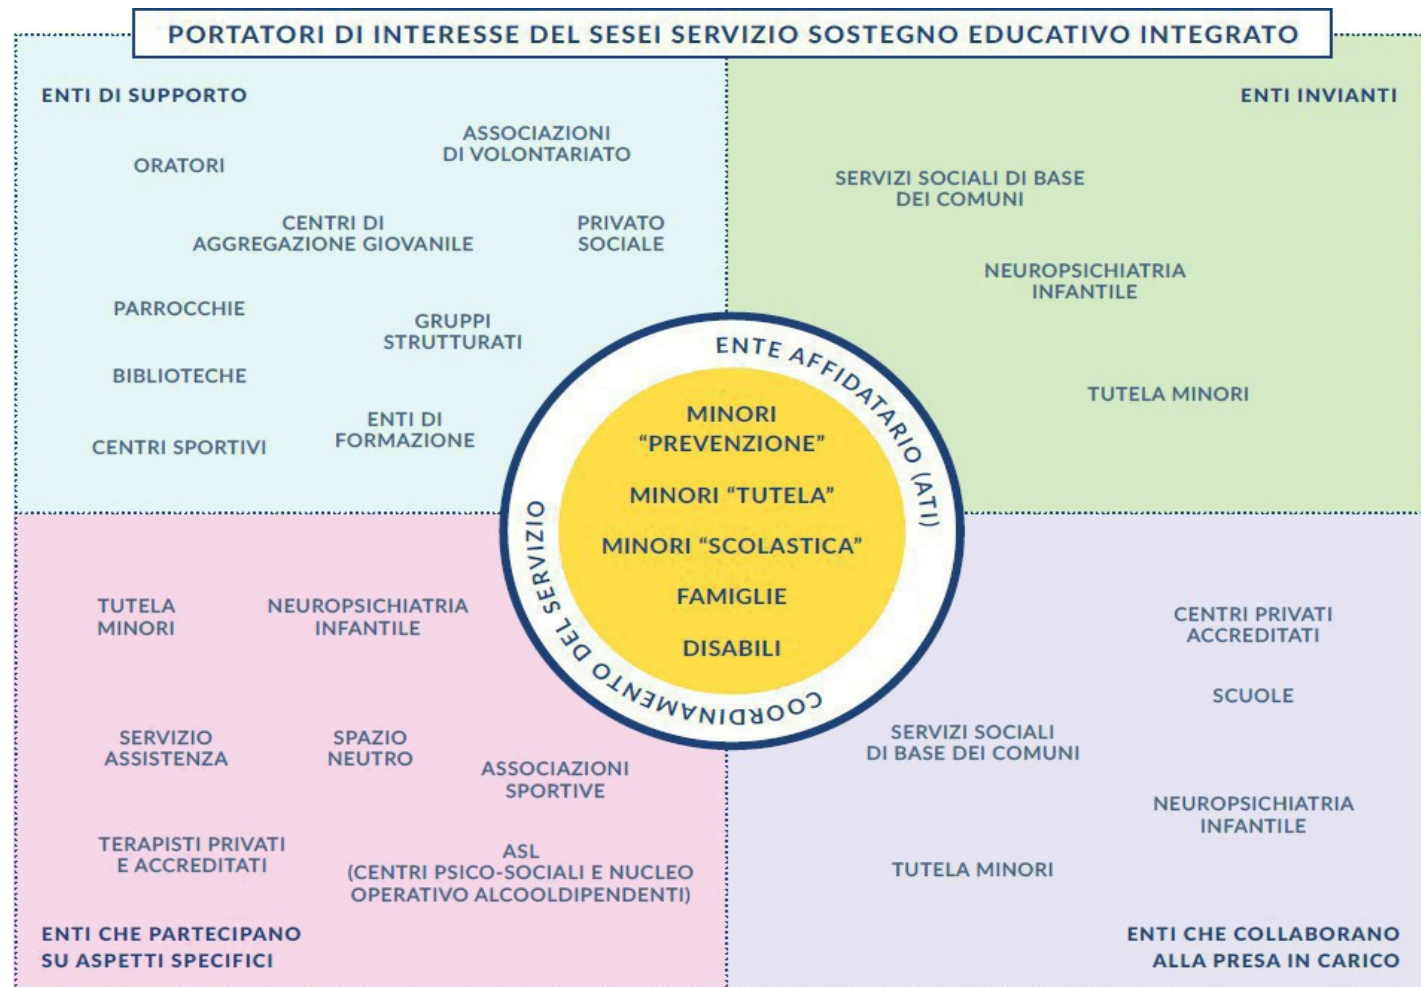 PORTATORI DI INTERESSE DEL SESEI SERVIZIO SOSTEGNO EDUCATIVO INTEGRATO
ENTI DI SUPPORTO
ORATORI
ASSOCIAZIONI
DI VOLONTARIATO
CENTRI DI
AGGREGAZIONE GIOVANILE
PRIVATO
SOCIALE
PARROCCHIE
GRUPPI
STRUTTURATI
BIBLIOTECHE
ENTI DI
FORMAZIONE
CENTRI SPORTIVI
ENTI INVIANTI
SERVIZI SOCIALI DI BASE
DEI COMUNI
NEUROPSICHIATRIA
INFANTILE
TUTELA MINORI
ENTE AFFIDATARIO (ATI)
COORDINAMENTO DEL SERVIZIO
MINORI
“PREVENZIONE”
MINORI “TUTELA”
MINORI “SCOLASTICA”
FAMIGLIE
DISABILI
TUTELA
MINORI
NEUROPSICHIATRIA
INFANTILE
SERVIZIO
ASSISTENZA
SPAZIO
NEUTRO
ASSOCIAZIONI
SPORTIVE
TERAPISTI PRIVATI
E ACCREDITATI
ASL
(CENTRI PSICO-SOCIALI E NUCLEO
OPERATIVO ALCOOLDIPENDENTI)
ENTI CHE PARTECIPANO
SU ASPETTI SPECIFICI
CENTRI PRIVATI
ACCREDITATI
SCUOLE
SERVIZI SOCIALI
DI BASE DEI COMUNI
NEUROPSICHIATRIA
INFANTILE
TUTELA MINORI
ENTI CHE COLLABORANO
ALLA PRESA IN CARICO